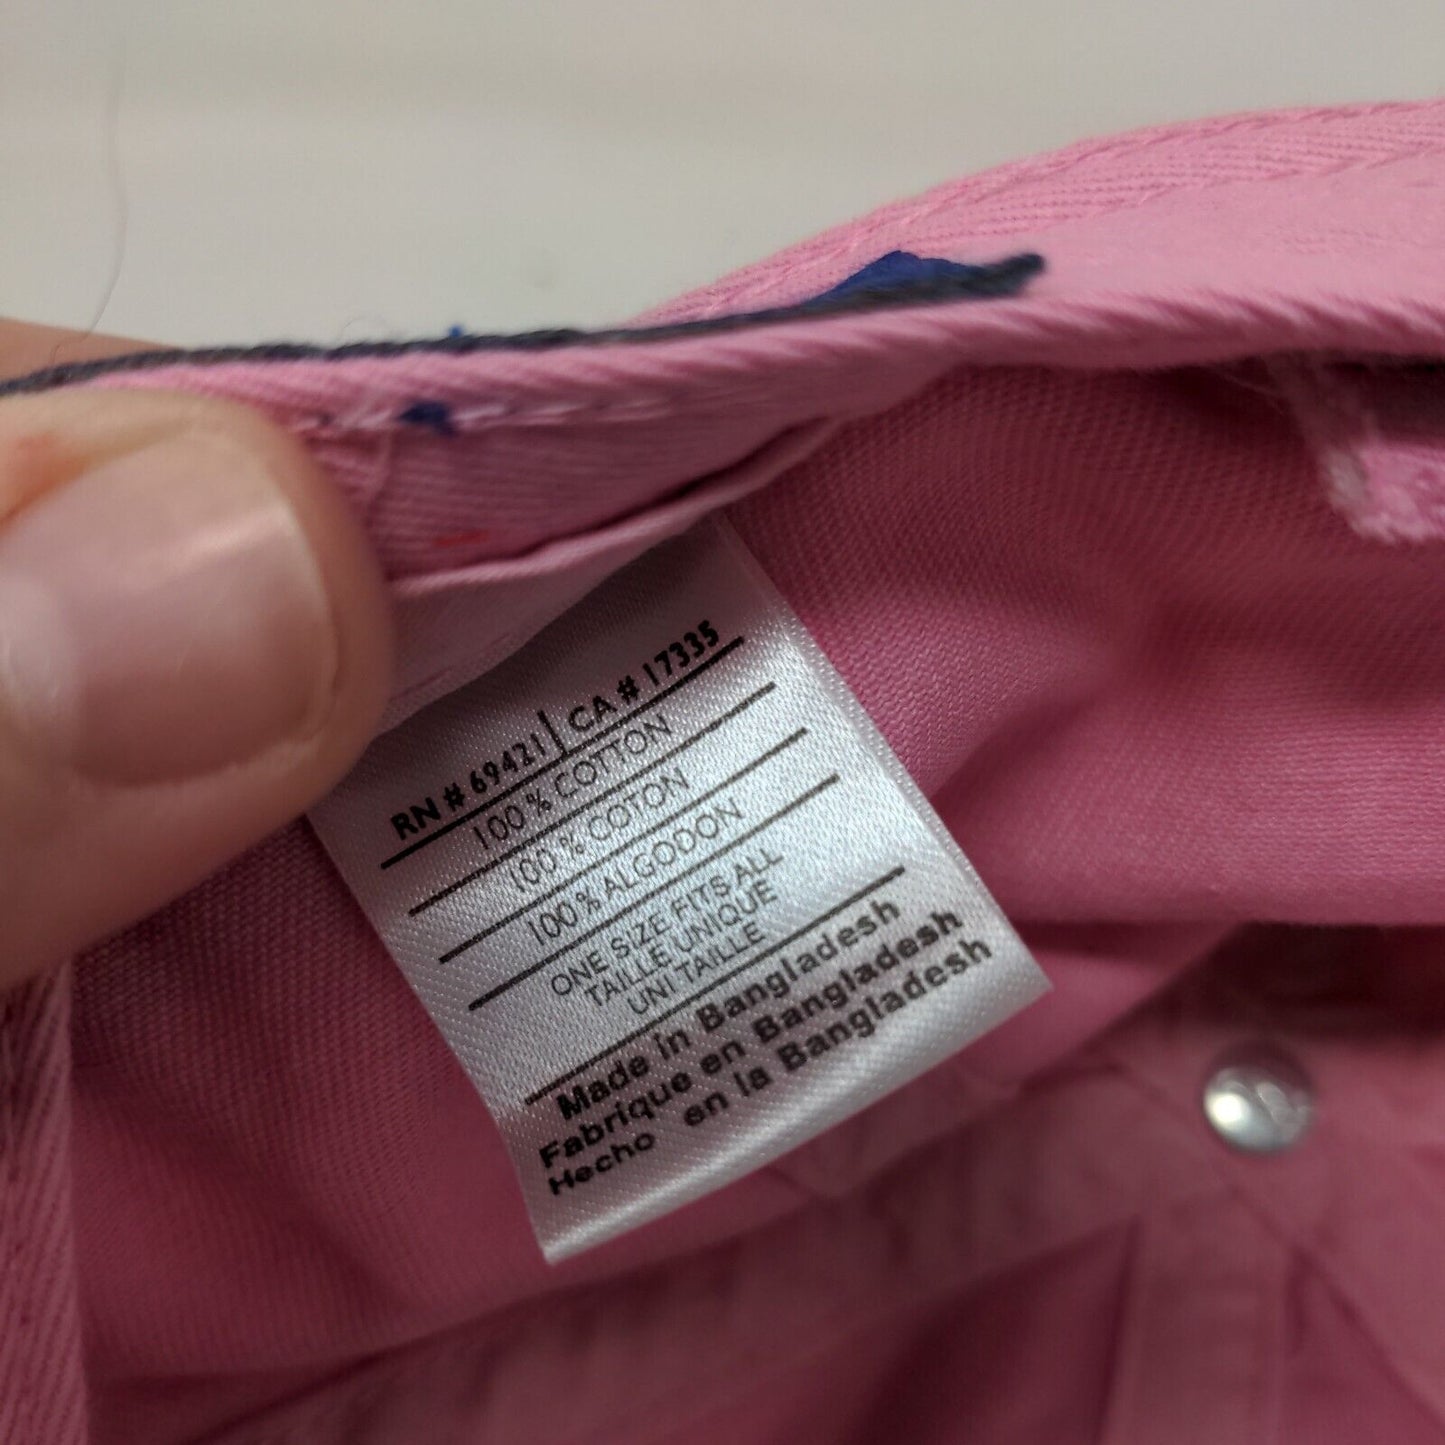 RN # 69421 | CA # 17335
100 % COTTON
100 % COTON
100 % ALGODON
ONE SIZE FITS ALL
TAILLE UNIQUE
UNI TAILLE
Made in Bangladesh
Fabrique en Bangladesh
Hecho en la Bangladesh